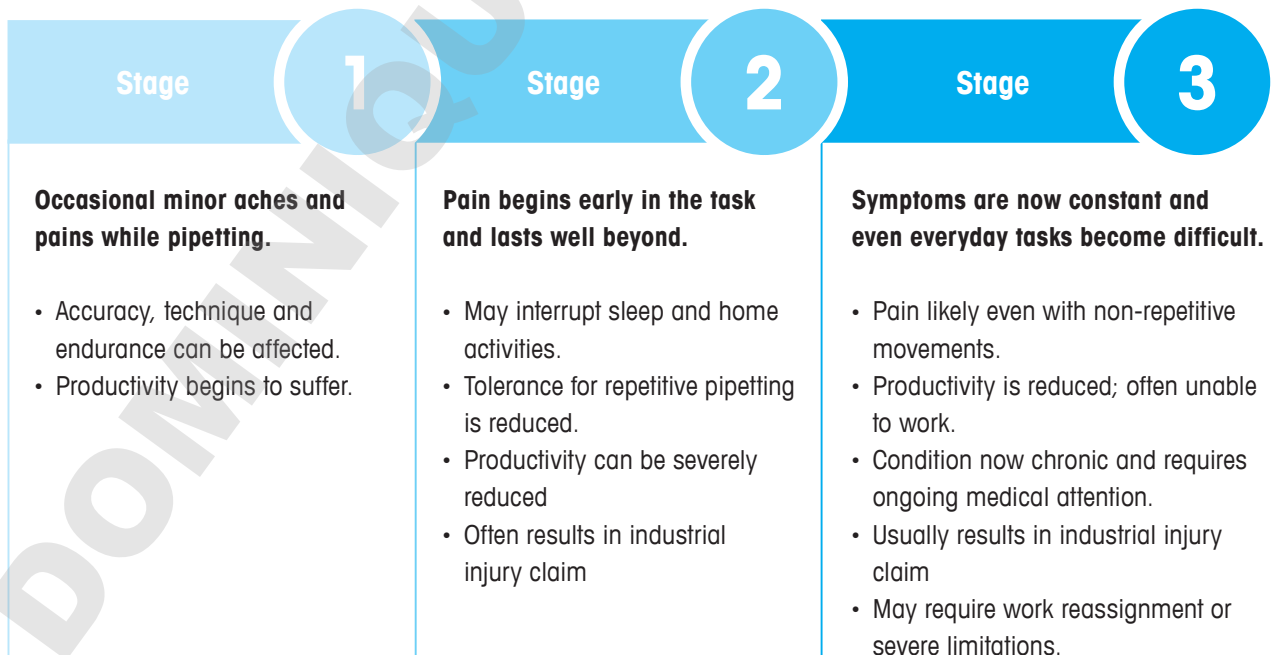 Stage 1
Occasional minor aches and
pains while pipetting.
• Accuracy, technique and
endurance can be affected.
• Productivity begins to suffer.
Stage 2
Pain begins early in the task
and lasts well beyond.
• May interrupt sleep and home
activities.
• Tolerance for repetitive pipetting
is reduced.
• Productivity can be severely
reduced
• Often results in industrial
injury claim
Stage 3
Symptoms are now constant and
even everyday tasks become difficult.
• Pain likely even with non-repetitive
movements.
• Productivity is reduced; often unable
to work.
• Condition now chronic and requires
ongoing medical attention.
• Usually results in industrial injury
claim
• May require work reassignment or
severe limitations.
DOMINIQU